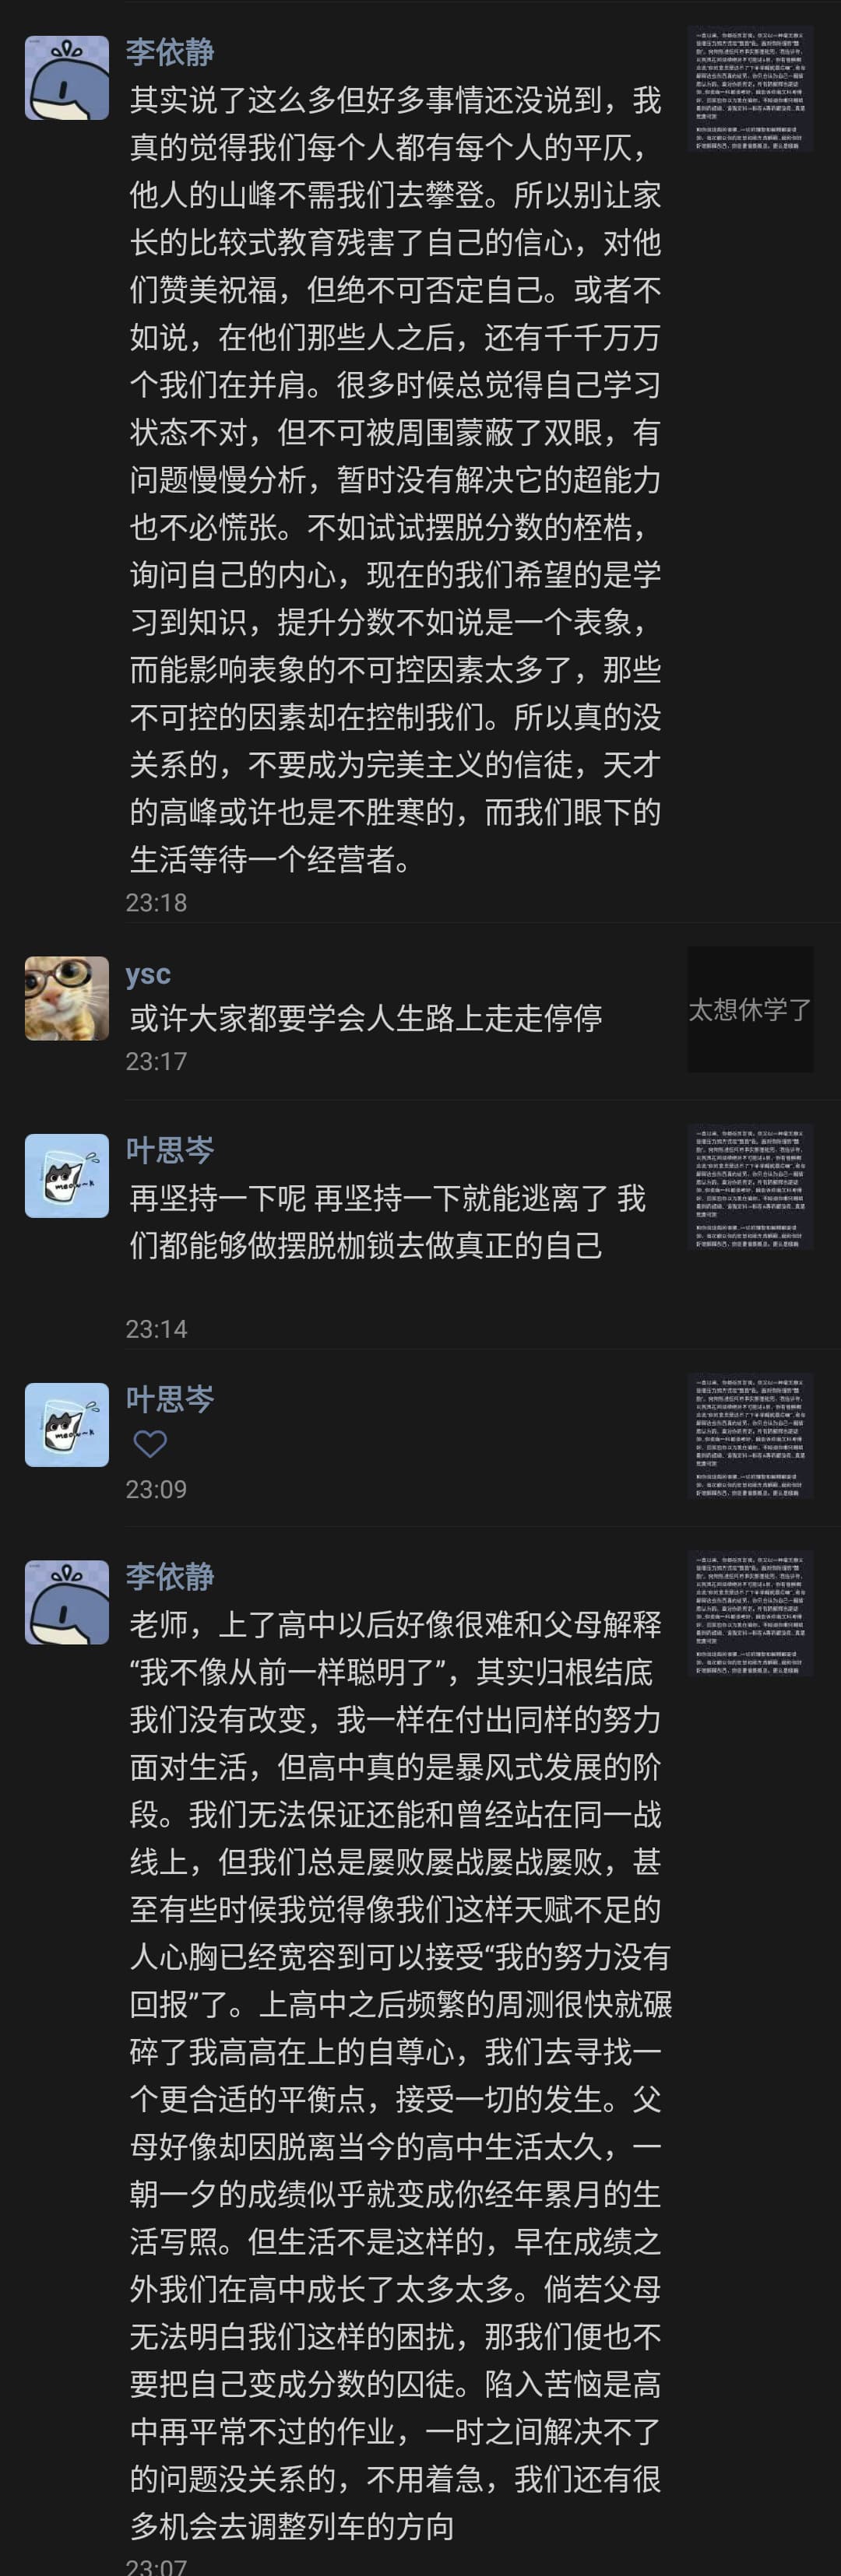 李依静
其实说了这么多但好多事情还没说到，我
真的觉得我们每个人都有每个人的平仄，
他人的山峰不需我们去攀登。所以别让家
长的比较式教育残害了自己的信心，对他
们赞美祝福，但绝不可否定自己。或者不
如说，在他们那些人之后，还有千千万万
个我们在并肩。很多时候总觉得自己学习
状态不对，但不可被周围蒙蔽了双眼，有
问题慢慢分析，暂时没有解决它的超能力
也不必慌张。不如试试摆脱分数的桎梏，
询问自己的内心，现在的我们希望的是学
习到知识，提升分数不如说是一个表象，
而能影响表象的不可控因素太多了，那些
不可控的因素却在控制我们。所以真的没
关系的，不要成为完美主义的信徒，天才
的高峰或许也是不胜寒的，而我们眼下的
生活等待一个经营者。
23:18
ysc
或许大家都要学会人生路上走走停停
太想休学了
23:17
叶思岑
再坚持一下呢 再坚持一下就能逃离了 我
们都能够做摆脱枷锁去做真正的自己
23:14
叶思岑
23:09
李依静
老师，上了高中以后好像很难和父母解释
“我不像从前一样聪明了”，其实归根结底
我们没有改变，我一样在付出同样的努力
面对生活，但高中真的是暴风式发展的阶
段。我们无法保证还能和曾经站在同一战
线上，但我们总是屡败屡战屡战屡败，甚
至有些时候我觉得像我们这样天赋不足的
人心胸已经宽容到可以接受“我的努力没有
回报”了。上高中之后频繁的周测很快就碾
碎了我高高在上的自尊心，我们去寻找一
个更合适的平衡点，接受一切的发生。父
母好像却因脱离当今的高中生活太久，一
朝一夕的成绩似乎就变成你经年累月的生
活写照。但生活不是这样的，早在成绩之
外我们在高中成长了太多太多。倘若父母
无法明白我们这样的困扰，那我们便也不
要把自己变成分数的囚徒。陷入苦恼是高
中再平常不过的作业，一时之间解决不了
的问题没关系的，不用着急，我们还有很
多机会去调整列车的方向
23:07